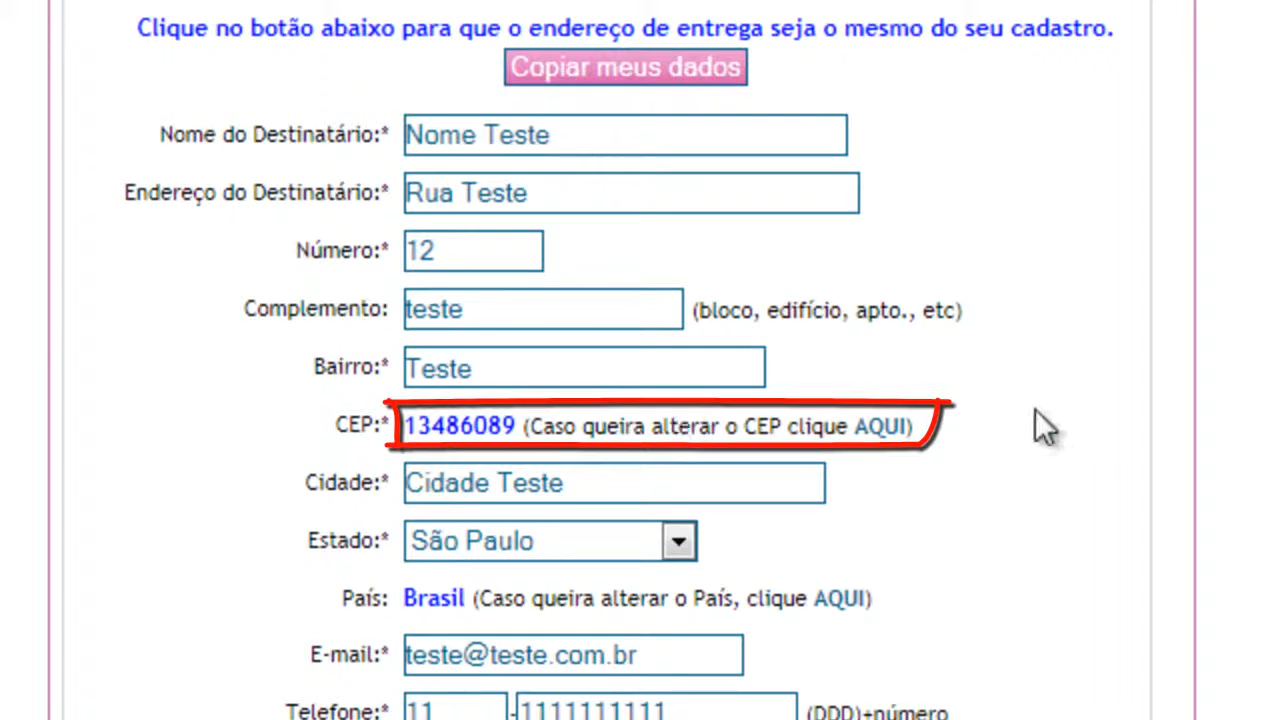 Clique no botão abaixo para que o endereço de entrega seja o mesmo do seu cadastro.
Copiar meus dados
Nome do Destinatário:* Nome Teste
Endereço do Destinatário:* Rua Teste
Número:* 12
Complemento: teste (bloco, edifício, apto., etc)
Bairro:* Teste
CEP:* 13486089 (Caso queira alterar o CEP clique AQUI)
Cidade:* Cidade Teste
Estado:* São Paulo
País: Brasil (Caso queira alterar o País, clique AQUI)
E-mail:* teste@teste.com.br
Telefone:* 11 -1111111111 (DDD)+número